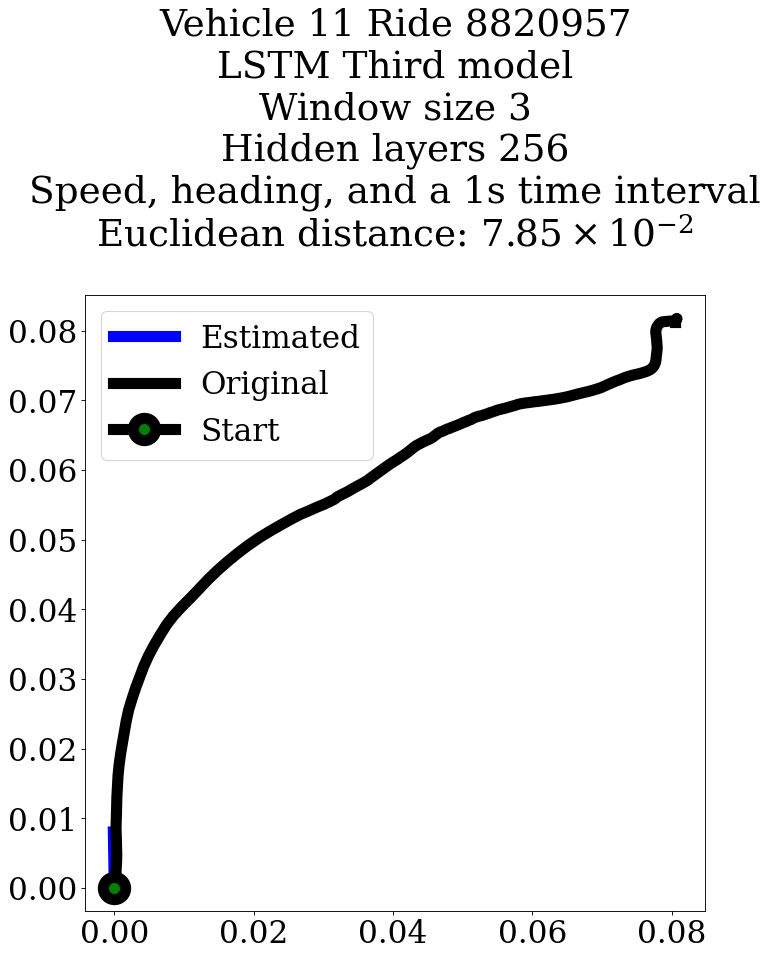 Vehicle 11 Ride 8820957
LSTM Third model
Window size 3
Hidden layers 256
Speed, heading, and a 1s time interval
Euclidean distance: 7.85 × 10⁻²
Estimated
Original
Start
0.08
0.07
0.06
0.05
0.04
0.03
0.02
0.01
0.00
0.00 0.02 0.04 0.06 0.08